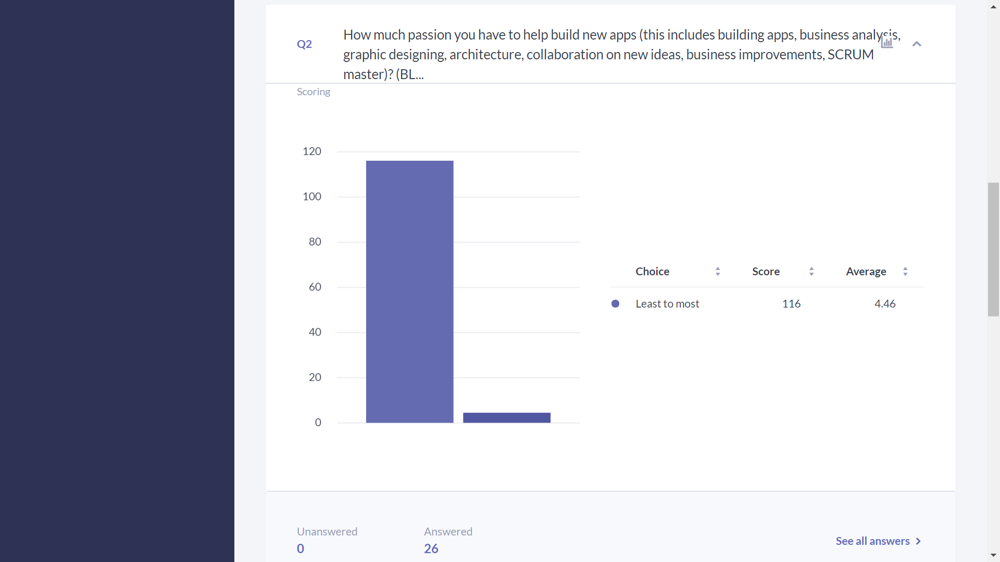 Q2
How much passion you have to help build new apps (this includes building apps, business analysis,
graphic designing, architecture, collaboration on new ideas, business improvements, SCRUM
master)? (BL...
Scoring
120
100
80
60
40
20
0
Choice Score Average
Least to most 116 4.46
Unanswered Answered
0 26
See all answers